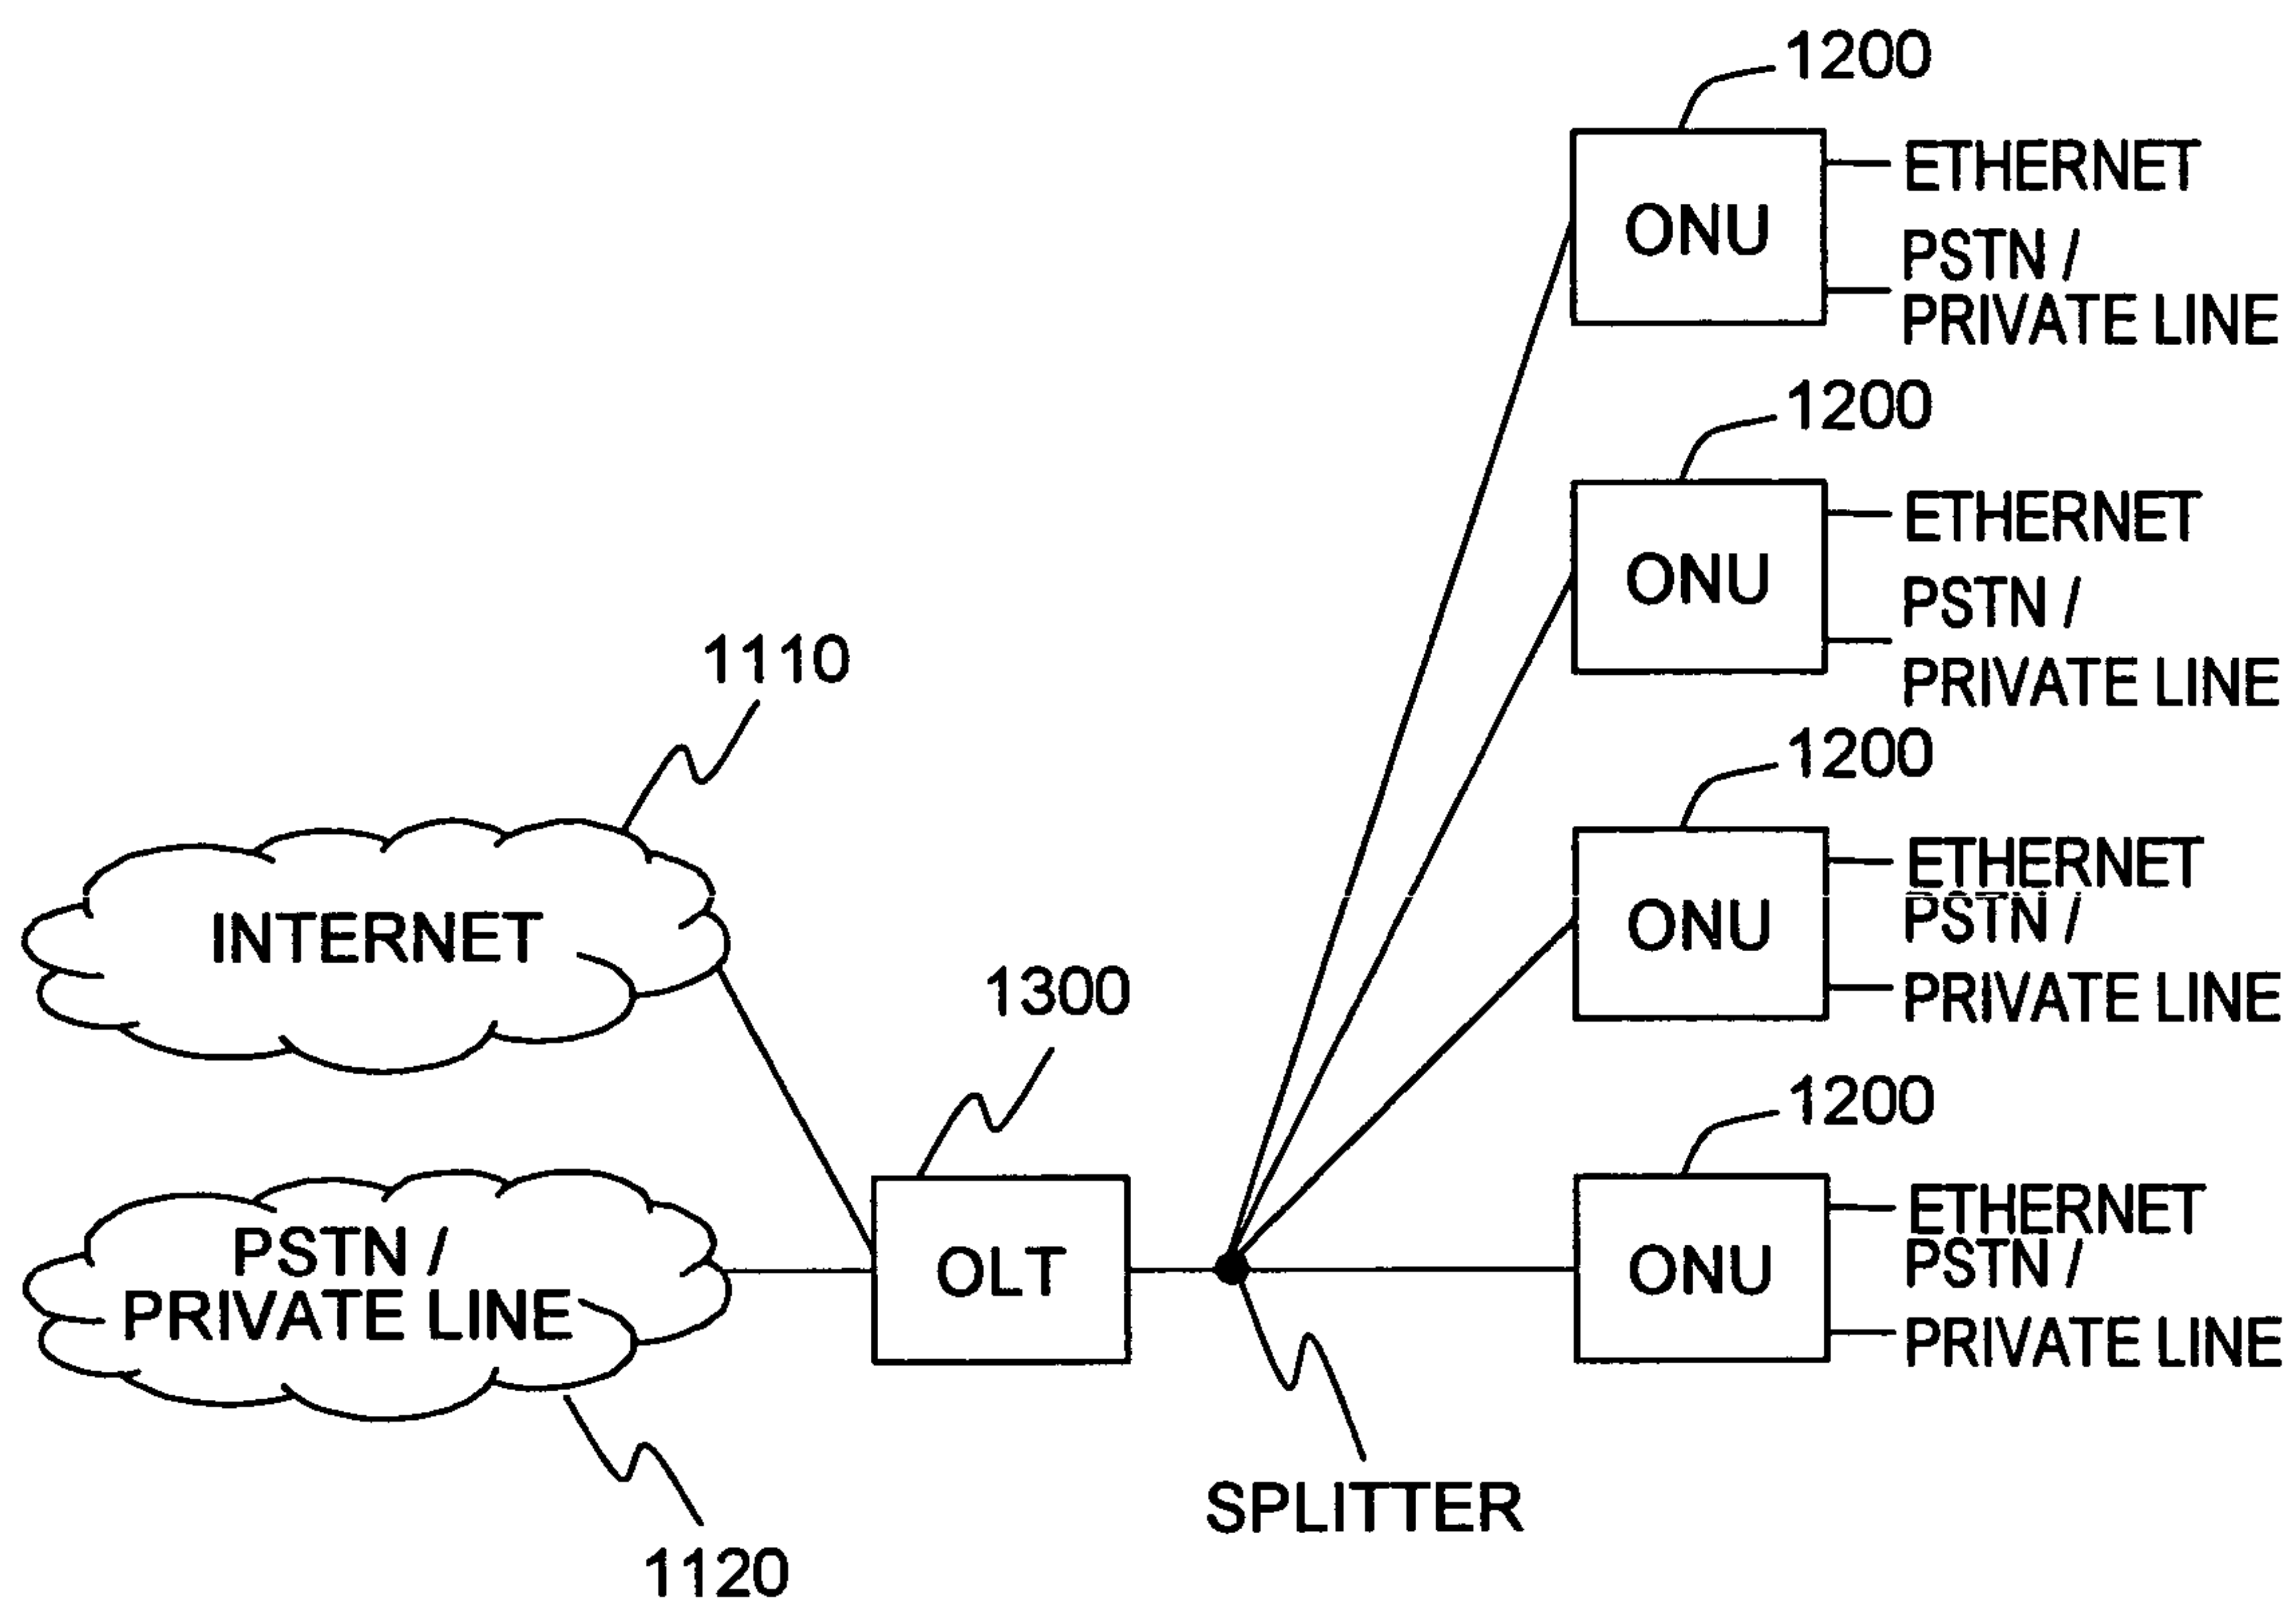 1200
ONU
ETHERNET
PSTN /
PRIVATE LINE
1200
ONU
ETHERNET
PSTN /
PRIVATE LINE
1200
ONU
ETHERNET
PSTN /
PRIVATE LINE
1200
ONU
ETHERNET
PSTN /
PRIVATE LINE
1110
INTERNET
1300
OLT
PSTN /
PRIVATE LINE
SPLITTER
1120